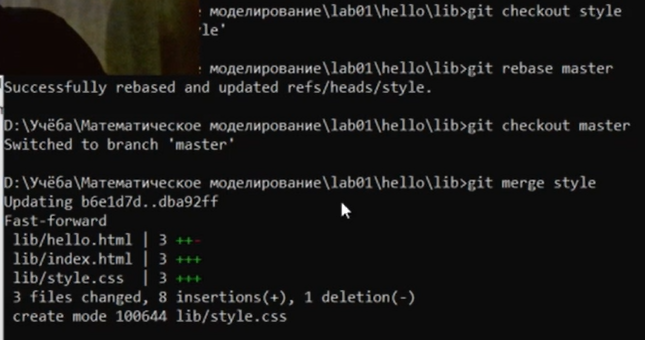 моделирование\lab01\hello\lib>git checkout style
le'
моделирование\lab01\hello\lib>git rebase master
Successfully rebased and updated refs/heads/style.
D:\Учёба\Математическое моделирование\lab01\hello\lib>git checkout master
Switched to branch 'master'
D:\Учёба\Математическое моделирование\lab01\hello\lib>git merge style
Updating b6e1d7d..dba92ff
Fast-forward
lib/hello.html | 3 ++-
lib/index.html | 3 +++
lib/style.css  | 3 +++
3 files changed, 8 insertions(+), 1 deletion(-)
create mode 100644 lib/style.css